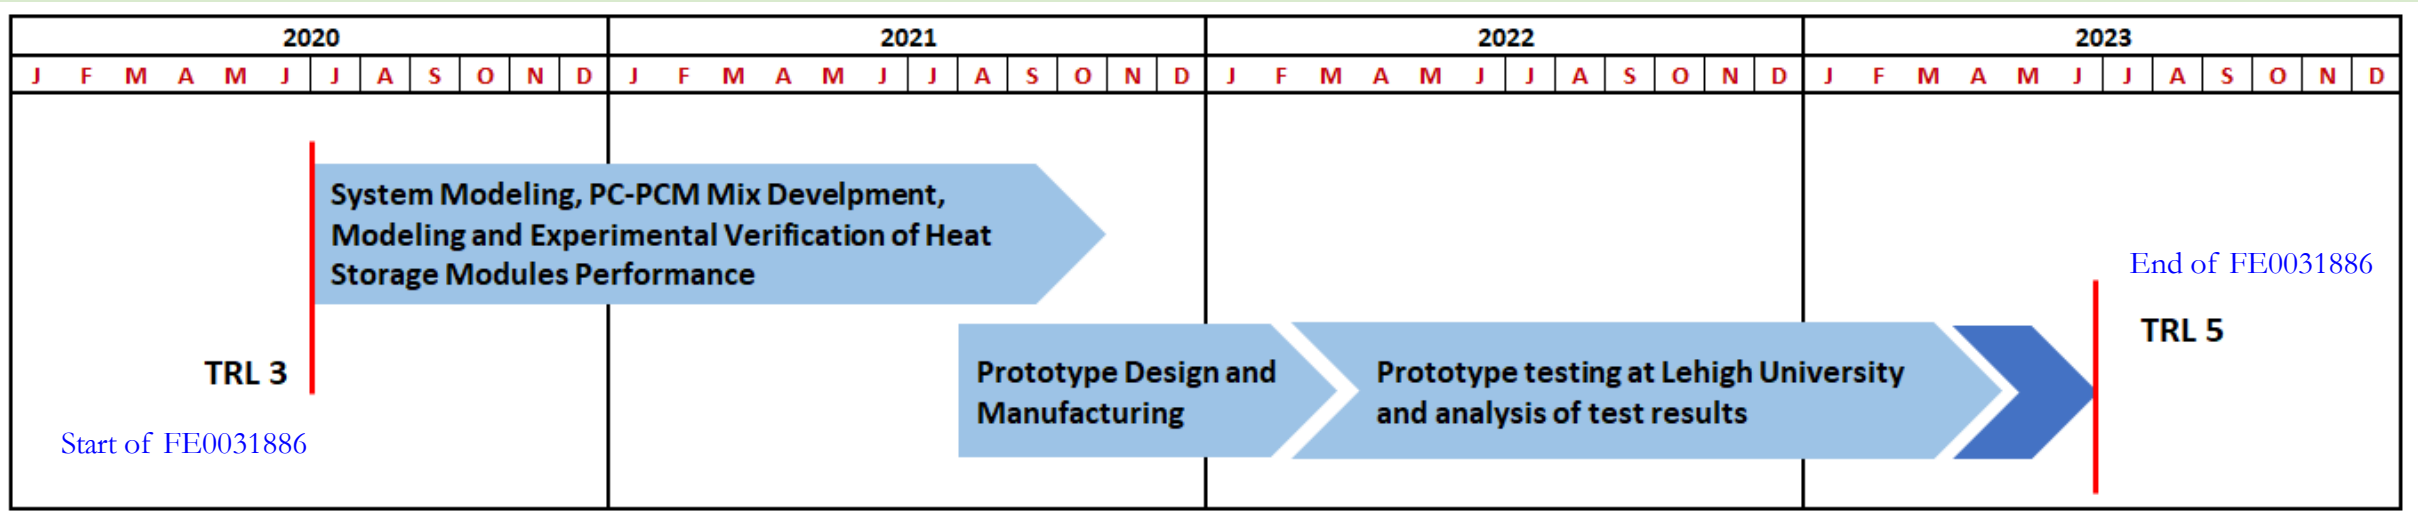 2020 2021 2022 2023
J F M A M J J A S O N D J F M A M J J A S O N D J F M A M J J A S O N D J F M A M J J A S O N D
System Modeling, PC-PCM Mix Develpment,
Modeling and Experimental Verification of Heat
Storage Modules Performance
TRL 3
Start of FE0031886
Prototype Design and
Manufacturing
Prototype testing at Lehigh University
and analysis of test results
End of FE0031886
TRL 5